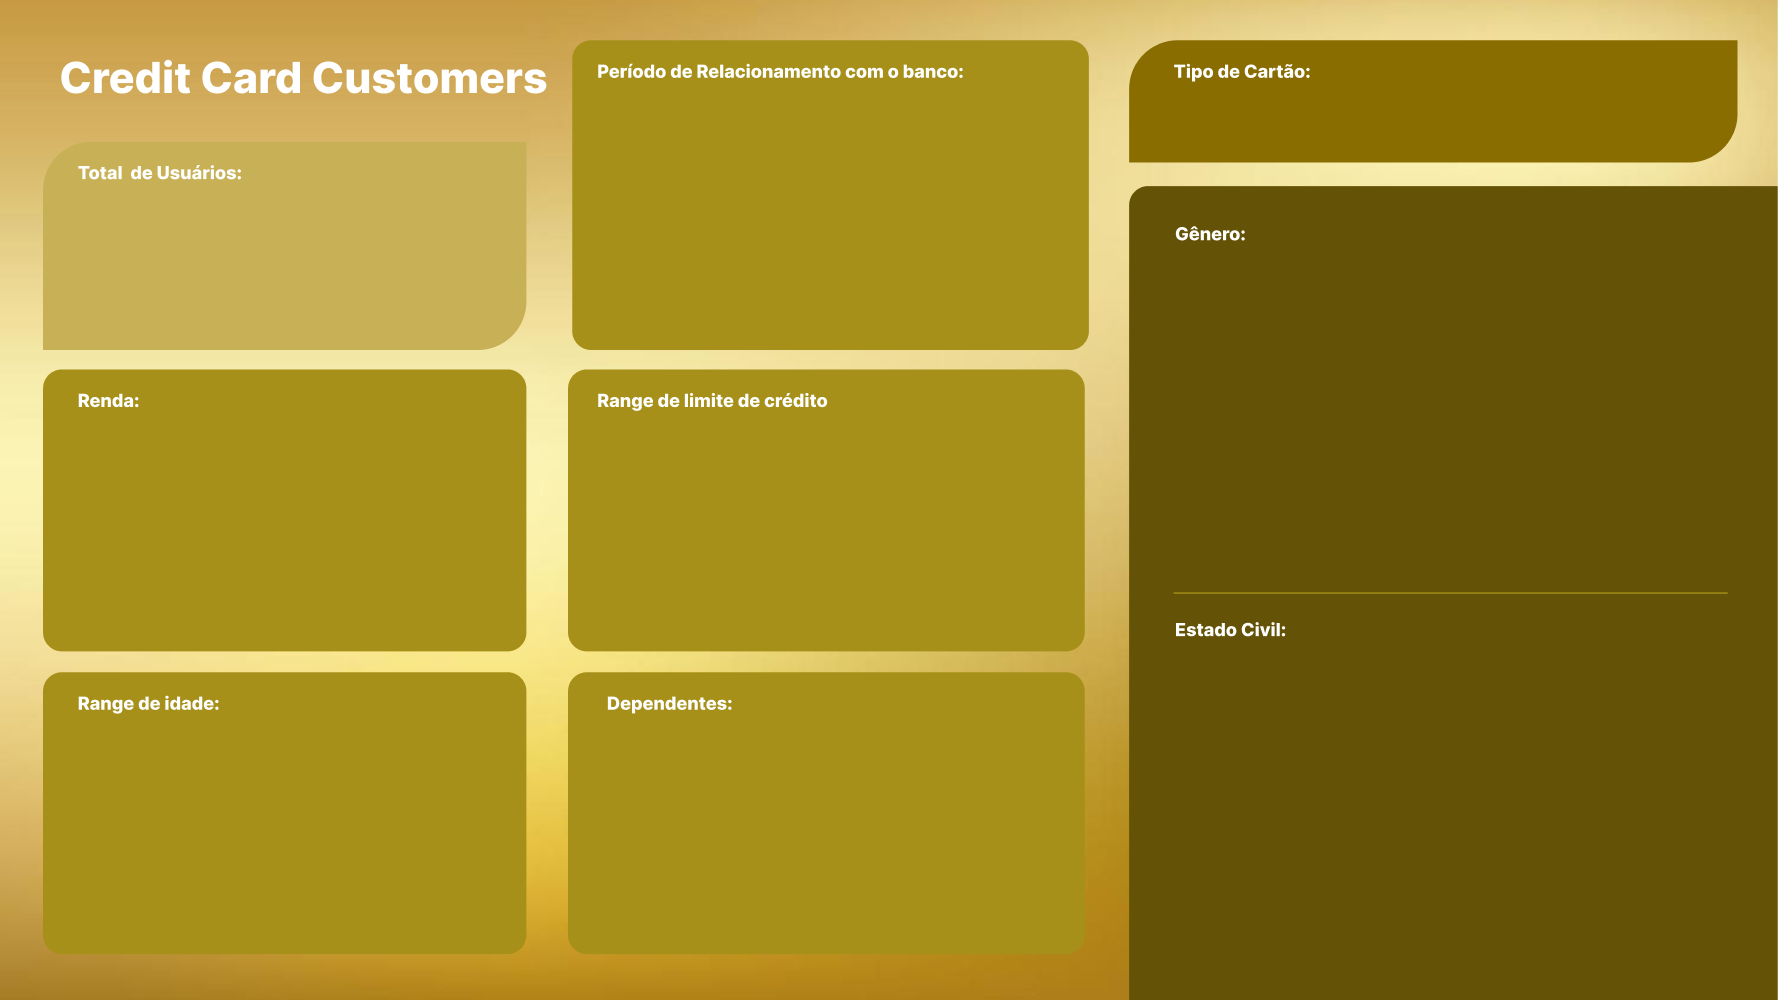 Credit Card Customers
Total  de Usuários:
Renda:
Range de idade:
Período de Relacionamento com o banco:
Range de limite de crédito
Dependentes:
Tipo de Cartão:
Gênero:
Estado Civil: